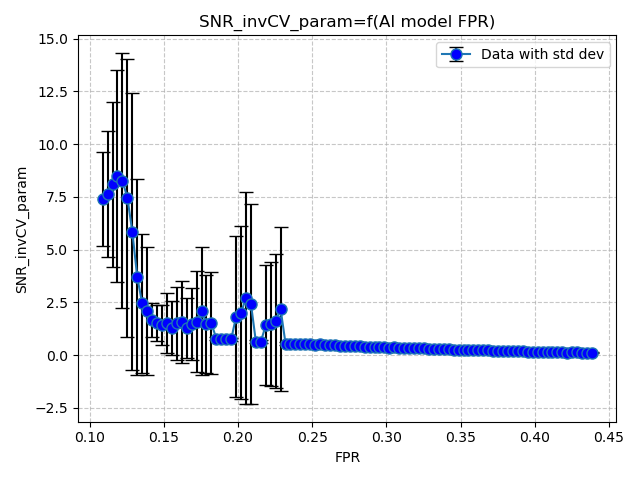 SNR_invCV_param=f(AI model FPR)
Data with std dev
SNR_invCV_param
15.0
12.5
10.0
7.5
5.0
2.5
0.0
−2.5
0.10 0.15 0.20 0.25 0.30 0.35 0.40 0.45
FPR